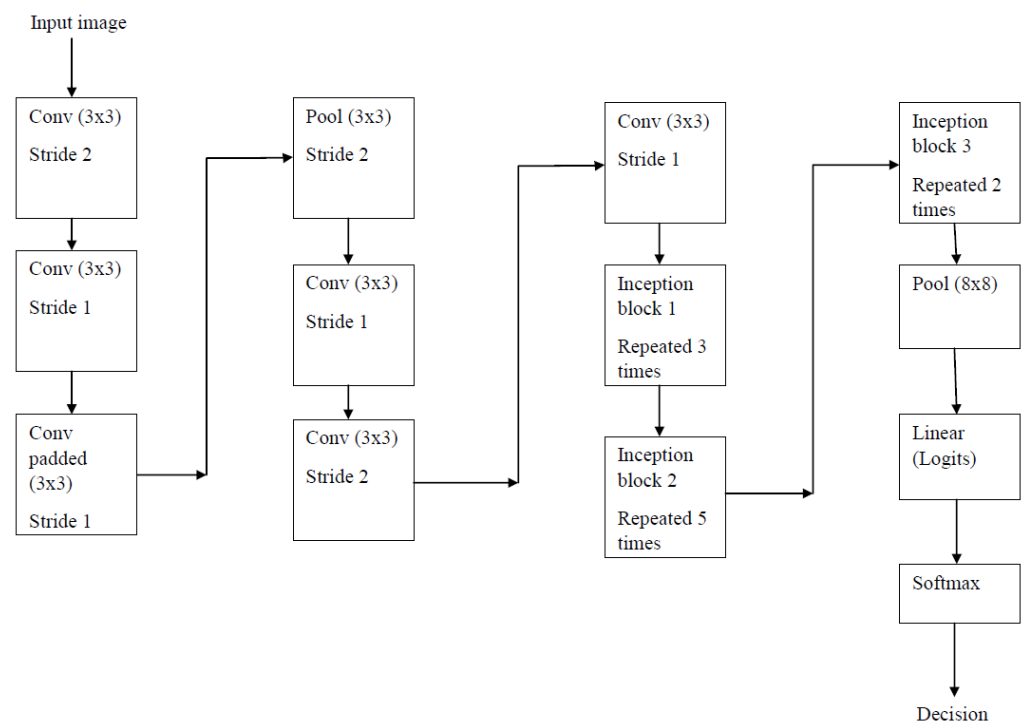 Input image
Conv (3x3)
Stride 2
Conv (3x3)
Stride 1
Conv
padded
(3x3)
Stride 1
Pool (3x3)
Stride 2
Conv (3x3)
Stride 1
Conv (3x3)
Stride 2
Conv (3x3)
Stride 1
Inception
block 1
Repeated 3
times
Inception
block 2
Repeated 5
times
Inception
block 3
Repeated 2
times
Pool (8x8)
Linear
(Logits)
Softmax
Decision